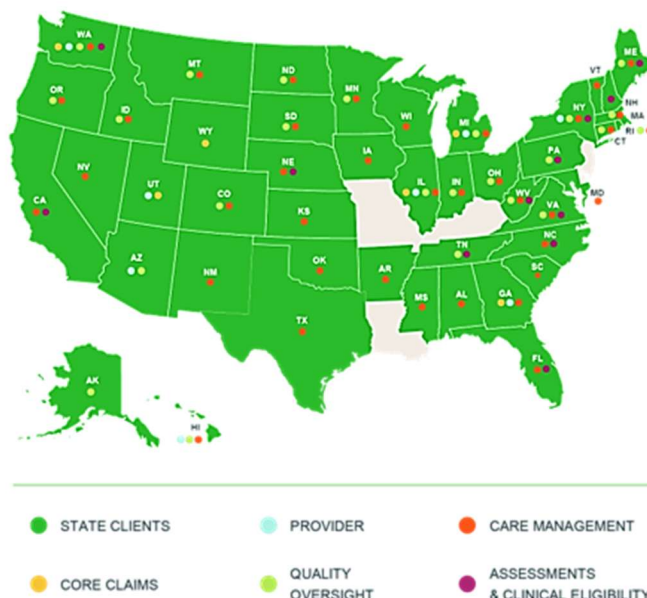 WA
MT
ND
MN
ME
VT
OR
ID
SD
WI
MI
NY
NH
MA
WY
RI
CT
NE
IA
PA
NV
UT
CO
IL
IN
OH
WV
VA
MD
CA
KS
NC
TN
AZ
NM
OK
AR
SC
MS
AL
GA
TX
FL
AK
HI
STATE CLIENTS
PROVIDER
CARE MANAGEMENT
CORE CLAIMS
QUALITY
OVERSIGHT
ASSESSMENTS
& CLINICAL ELIGIBILITY